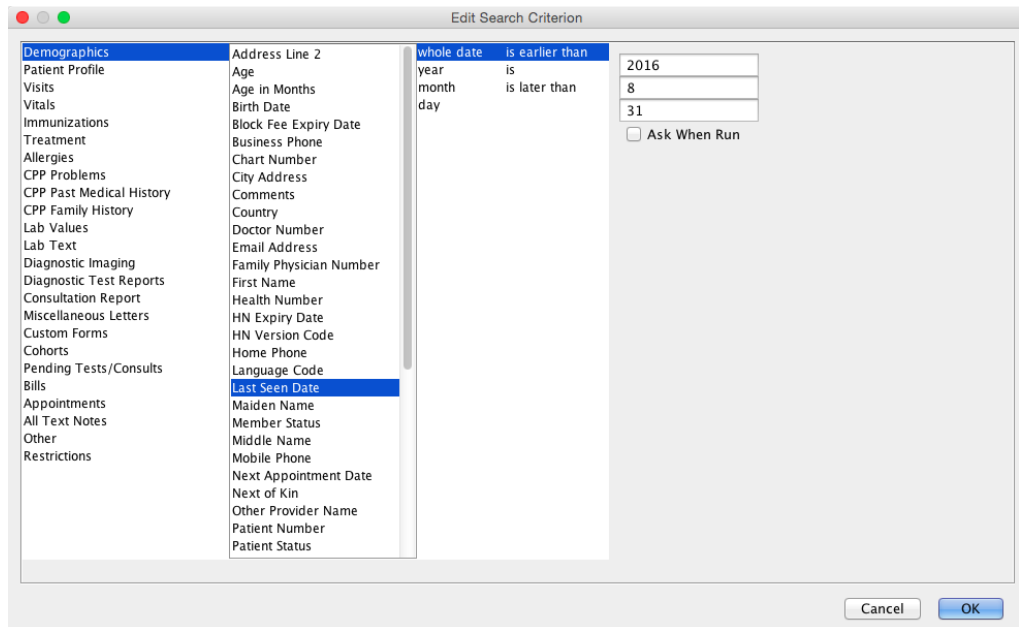 Edit Search Criterion
Demographics
Patient Profile
Visits
Vitals
Immunizations
Treatment
Allergies
CPP Problems
CPP Past Medical History
CPP Family History
Lab Values
Lab Text
Diagnostic Imaging
Diagnostic Test Reports
Consultation Report
Miscellaneous Letters
Custom Forms
Cohorts
Pending Tests/Consults
Bills
Appointments
All Text Notes
Other
Restrictions
Address Line 2
Age
Age in Months
Birth Date
Block Fee Expiry Date
Business Phone
Chart Number
City Address
Comments
Country
Doctor Number
Email Address
Family Physician Number
First Name
Health Number
HN Expiry Date
HN Version Code
Home Phone
Language Code
Last Seen Date
Maiden Name
Member Status
Middle Name
Mobile Phone
Next Appointment Date
Next of Kin
Other Provider Name
Patient Number
Patient Status
whole date
year
month
day
is earlier than
is
is later than
2016
8
31
Ask When Run
Cancel
OK